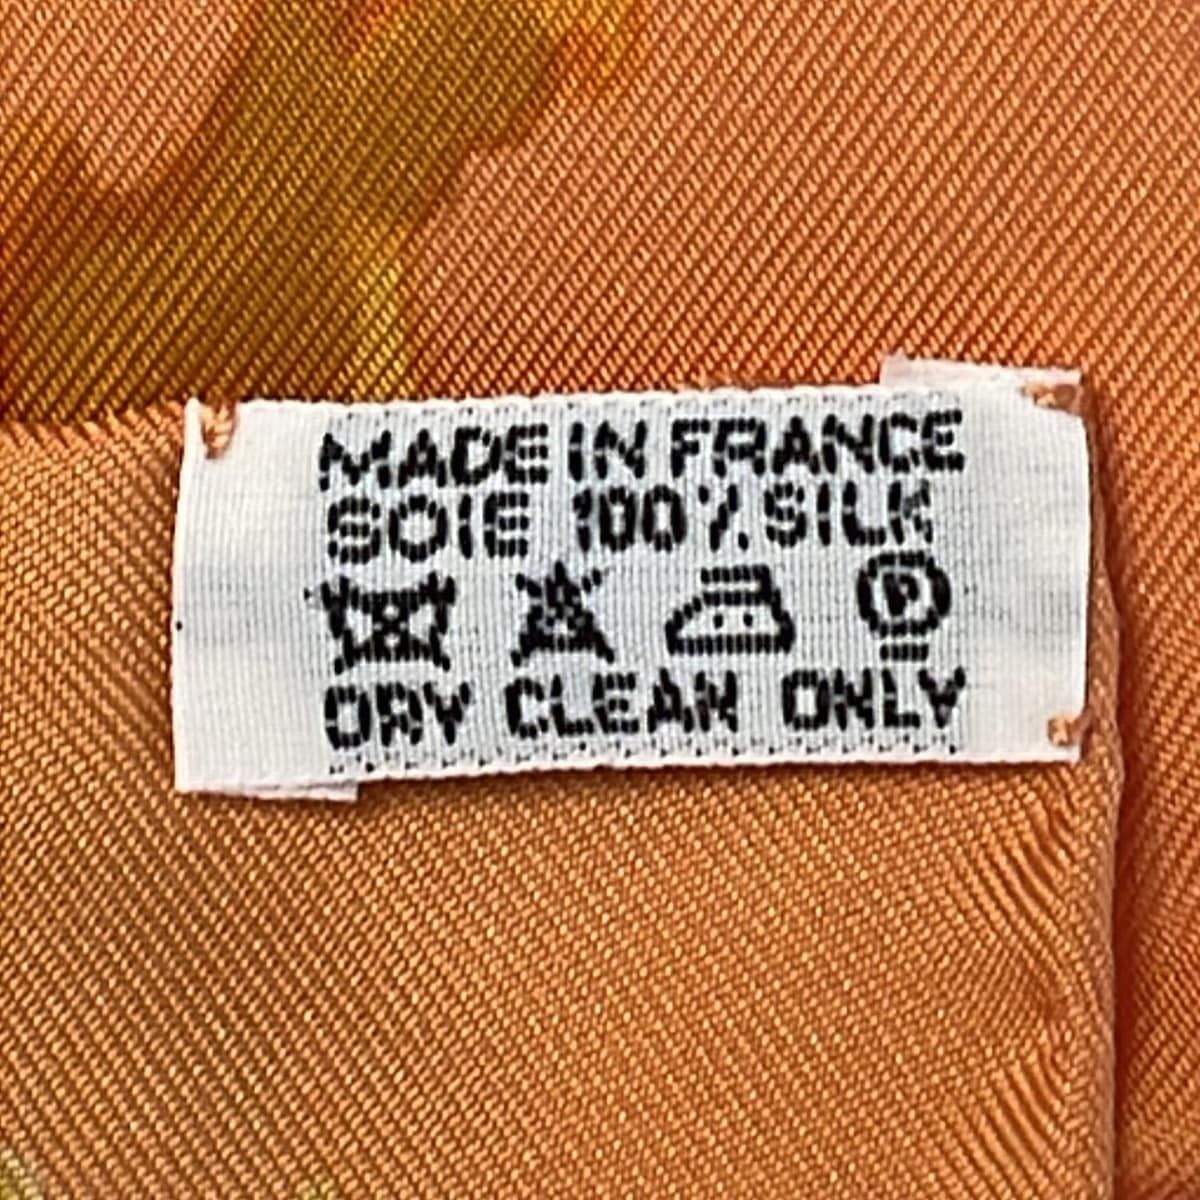 MADE IN FRANCE
SOIE 100% SILK
P
DRY CLEAN ONLY